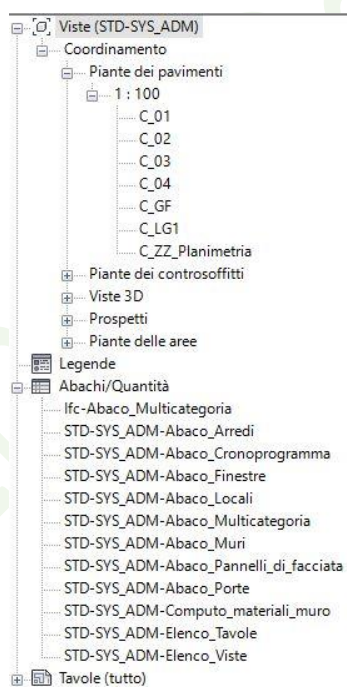 Viste (STD-SYS_ADM)
Coordinamento
Piante dei pavimenti
1 : 100
C_01
C_02
C_03
C_04
C_GF
C_LG1
C_ZZ_Planimetria
Piante dei controsoffitti
Viste 3D
Prospetti
Piante delle aree
Legende
Abachi/Quantità
Ifc-Abaco_Multicategoria
STD-SYS_ADM-Abaco_Arredi
STD-SYS_ADM-Abaco_Cronoprogramma
STD-SYS_ADM-Abaco_Finestre
STD-SYS_ADM-Abaco_Locali
STD-SYS_ADM-Abaco_Multicategoria
STD-SYS_ADM-Abaco_Muri
STD-SYS_ADM-Abaco_Pannelli_di_facciata
STD-SYS_ADM-Abaco_Porte
STD-SYS_ADM-Computo_materiali_muro
STD-SYS_ADM-Elenco_Tavole
STD-SYS_ADM-Elenco_Viste
Tavole (tutto)